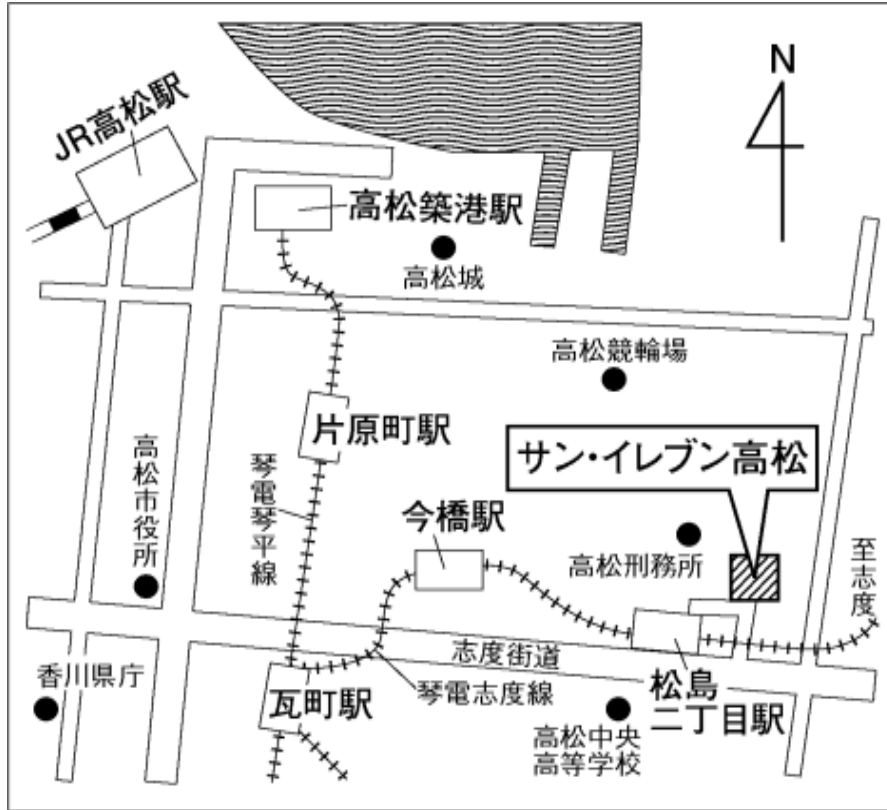 JR高松駅
N
高松築港駅
高松城
高松競輪場
片原町駅
サン・イレブン高松
高松市役所
琴電琴平線
今橋駅
高松刑務所
至志度
志度街道
香川県庁
瓦町駅
琴電志度線
松島
二丁目駅
高松中央
高等学校